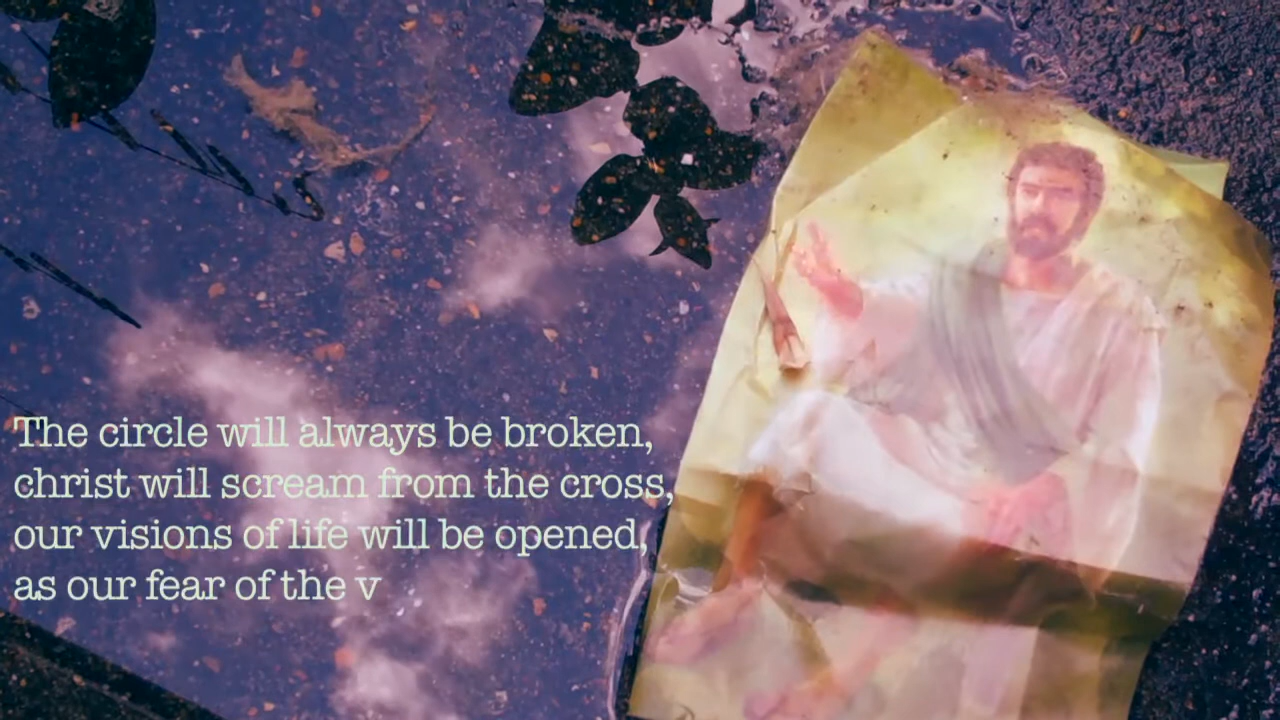 The circle will always be broken,
christ will scream from the cross,
our visions of life will be opened,
as our fear of the v